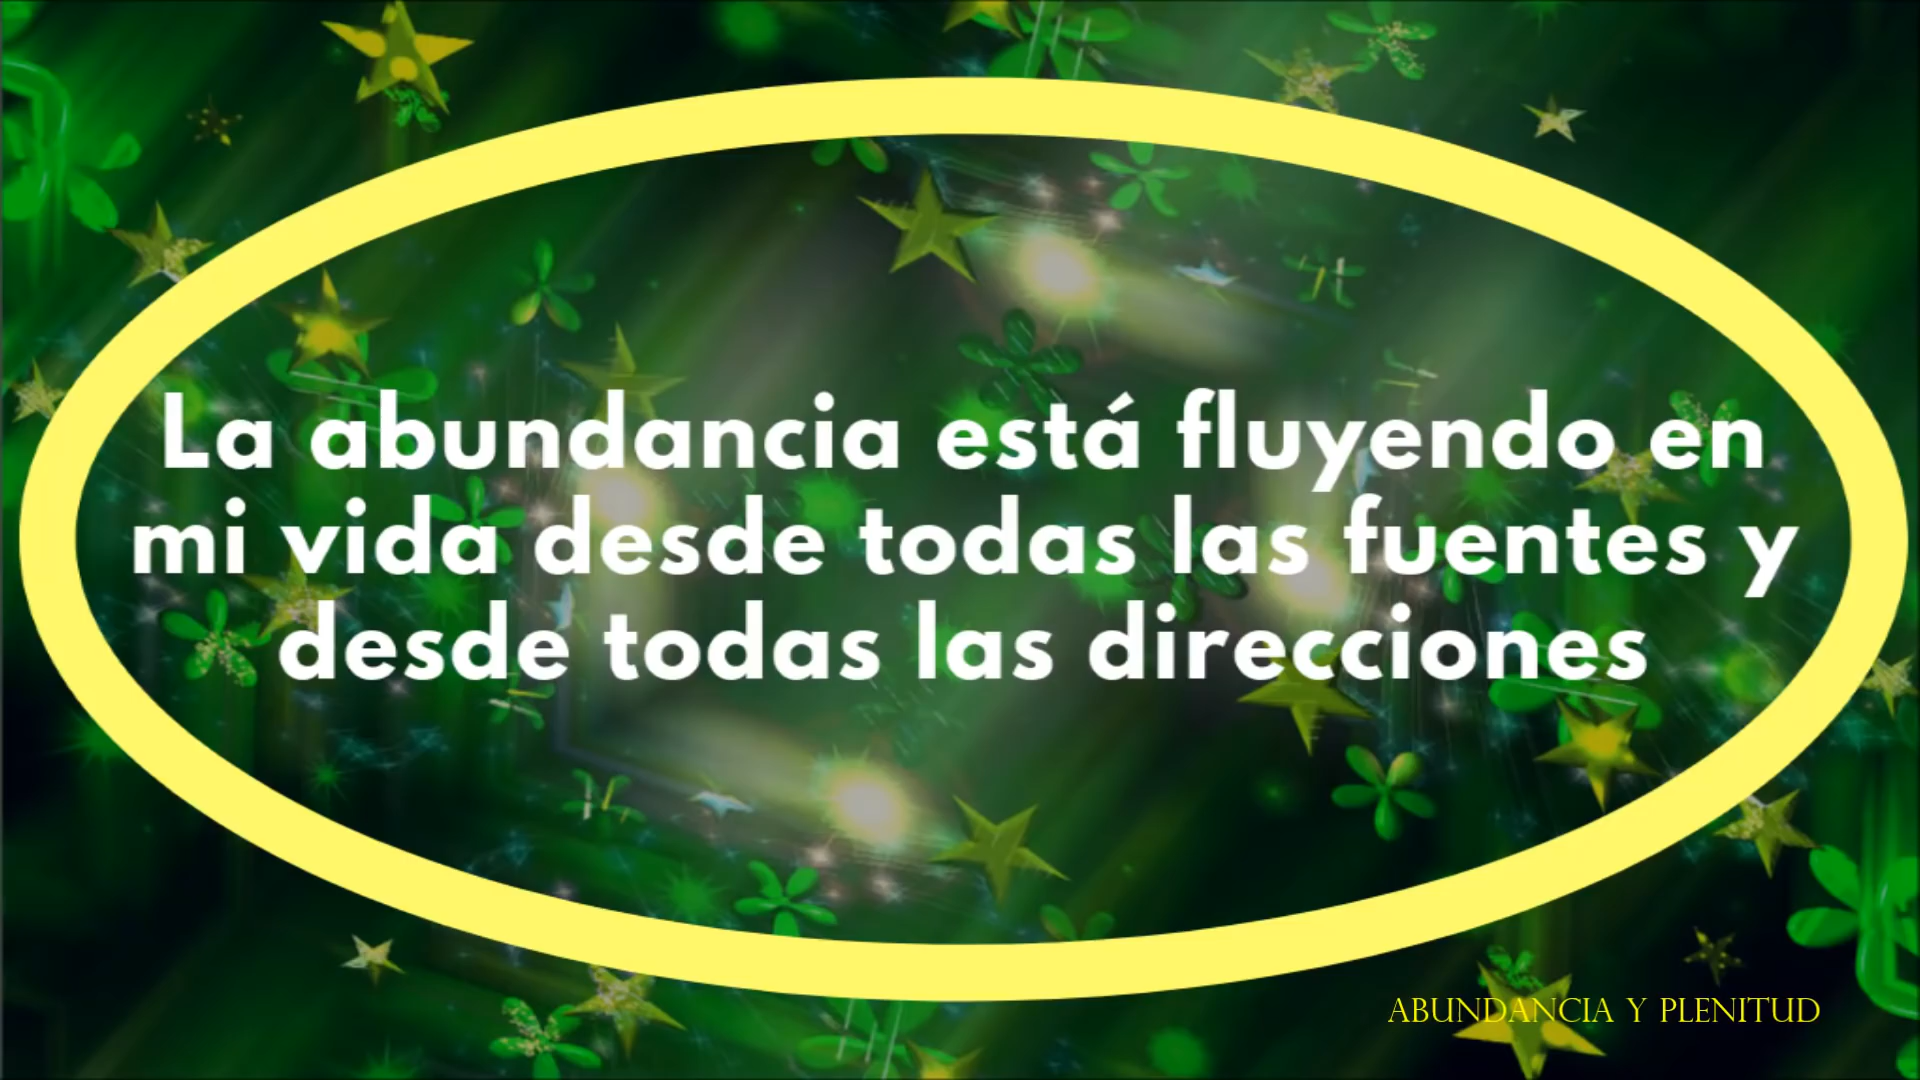 La abundancia está fluyendo en
mi vida desde todas las fuentes y
desde todas las direcciones
ABUNDANCIA Y PLENITUD